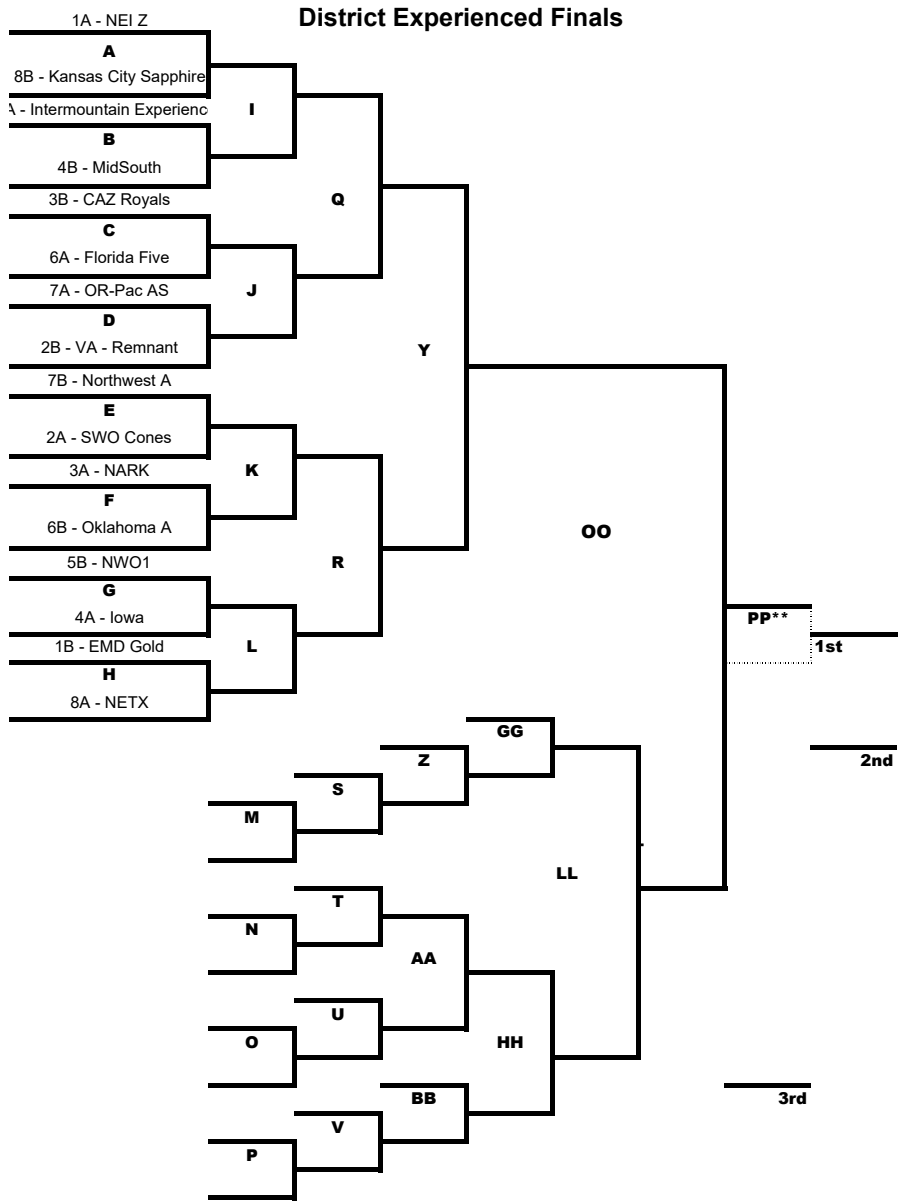 District Experienced Finals
1A - NEI Z
A
8B - Kansas City Sapphire
A - Intermountain Experienc
I
B
4B - MidSouth
3B - CAZ Royals
Q
C
6A - Florida Five
7A - OR-Pac AS
J
D
2B - VA - Remnant
Y
7B - Northwest A
E
2A - SWO Cones
3A - NARK
K
F
6B - Oklahoma A
OO
5B - NWO1
R
G
4A - Iowa
PP**
1B - EMD Gold
L
1st
H
8A - NETX
GG
Z
2nd
S
M
LL
T
N
AA
U
O
HH
BB
3rd
V
P